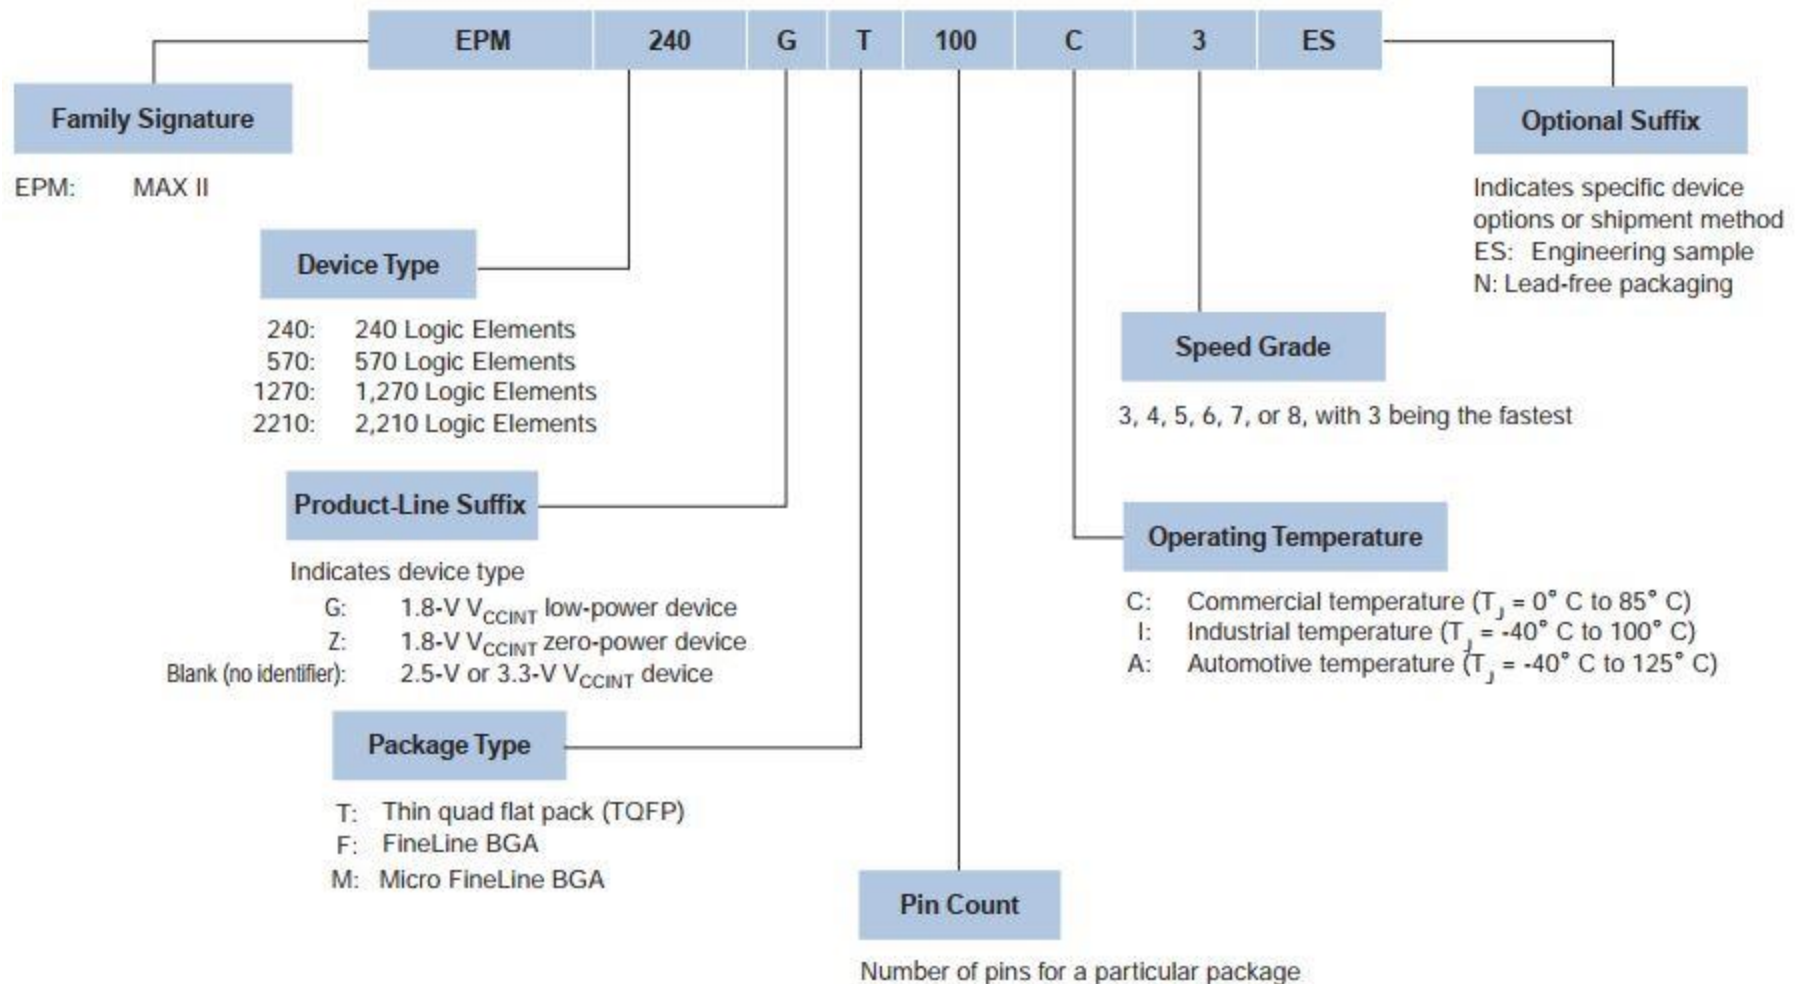 EPM 240 G T 100 C 3 ES
Family Signature
EPM: MAX II
Optional Suffix
Indicates specific device
options or shipment method
ES: Engineering sample
N: Lead-free packaging
Device Type
240: 240 Logic Elements
570: 570 Logic Elements
1270: 1,270 Logic Elements
2210: 2,210 Logic Elements
Speed Grade
3, 4, 5, 6, 7, or 8, with 3 being the fastest
Product-Line Suffix
Indicates device type
G: 1.8-V VCCINT low-power device
Z: 1.8-V VCCINT zero-power device
Blank (no identifier): 2.5-V or 3.3-V VCCINT device
Operating Temperature
C: Commercial temperature (TJ = 0° C to 85° C)
I: Industrial temperature (TJ = -40° C to 100° C)
A: Automotive temperature (TJ = -40° C to 125° C)
Package Type
T: Thin quad flat pack (TQFP)
F: FineLine BGA
M: Micro FineLine BGA
Pin Count
Number of pins for a particular package